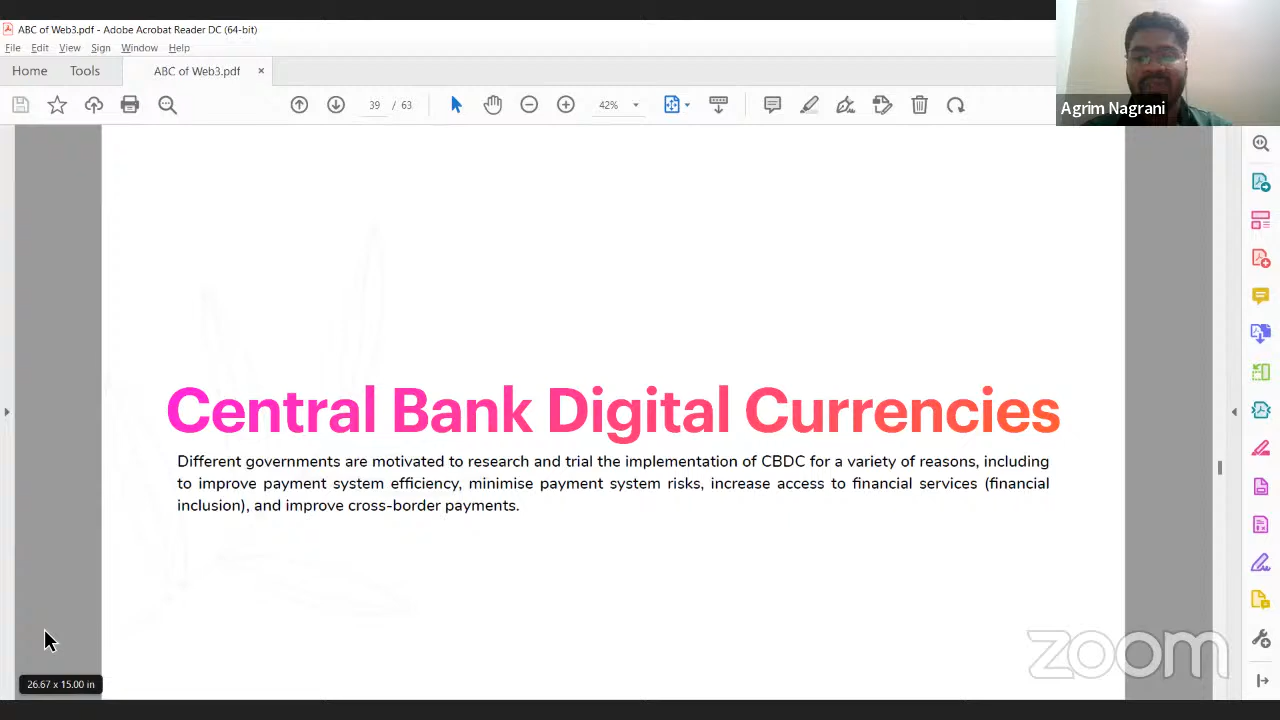 ABC of Web3.pdf - Adobe Acrobat Reader DC (64-bit)
File Edit View Sign Window Help
Home Tools ABC of Web3.pdf ×
39 / 63 42%
Agrim Nagrani
Central Bank Digital Currencies
Different governments are motivated to research and trial the implementation of CBDC for a variety of reasons, including
to improve payment system efficiency, minimise payment system risks, increase access to financial services (financial
inclusion), and improve cross-border payments.
zoom
26.67 x 15.00 in